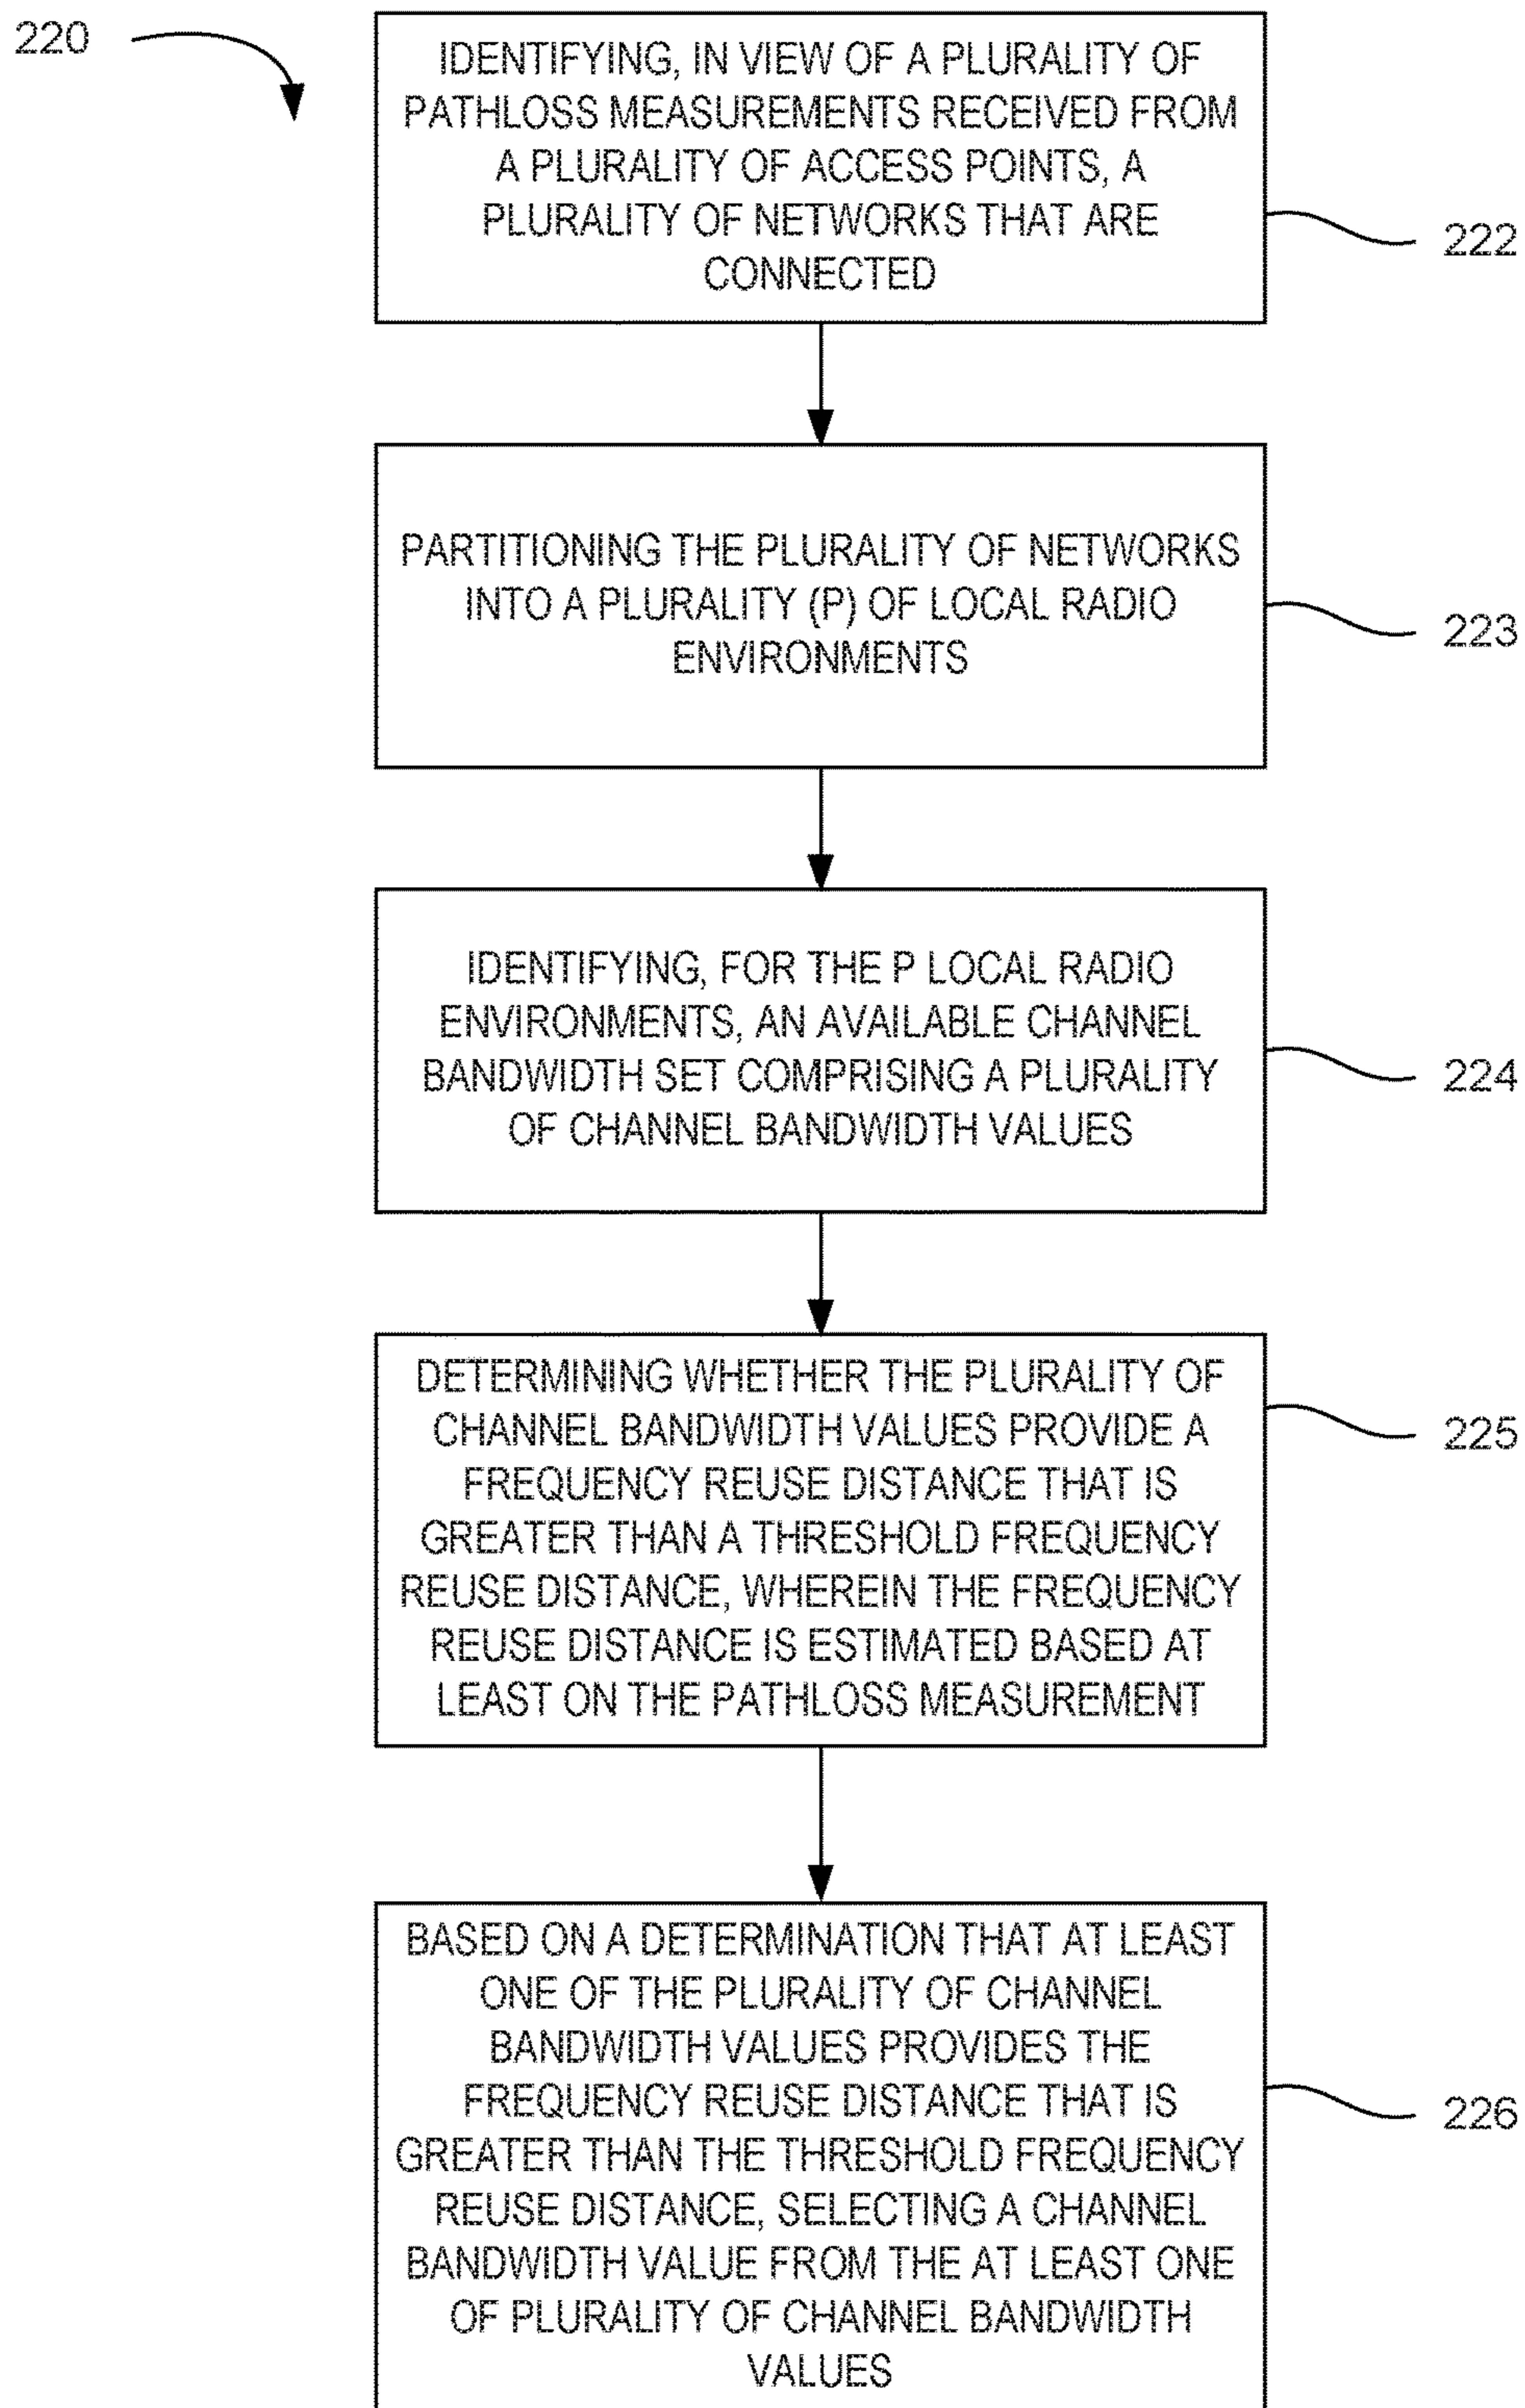 220
IDENTIFYING, IN VIEW OF A PLURALITY OF
PATHLOSS MEASUREMENTS RECEIVED FROM
A PLURALITY OF ACCESS POINTS, A
PLURALITY OF NETWORKS THAT ARE
CONNECTED
222
PARTITIONING THE PLURALITY OF NETWORKS
INTO A PLURALITY (P) OF LOCAL RADIO
ENVIRONMENTS
223
IDENTIFYING, FOR THE P LOCAL RADIO
ENVIRONMENTS, AN AVAILABLE CHANNEL
BANDWIDTH SET COMPRISING A PLURALITY
OF CHANNEL BANDWIDTH VALUES
224
DETERMINING WHETHER THE PLURALITY OF
CHANNEL BANDWIDTH VALUES PROVIDE A
FREQUENCY REUSE DISTANCE THAT IS
GREATER THAN A THRESHOLD FREQUENCY
REUSE DISTANCE, WHEREIN THE FREQUENCY
REUSE DISTANCE IS ESTIMATED BASED AT
LEAST ON THE PATHLOSS MEASUREMENT
225
BASED ON A DETERMINATION THAT AT LEAST
ONE OF THE PLURALITY OF CHANNEL
BANDWIDTH VALUES PROVIDES THE
FREQUENCY REUSE DISTANCE THAT IS
GREATER THAN THE THRESHOLD FREQUENCY
REUSE DISTANCE, SELECTING A CHANNEL
BANDWIDTH VALUE FROM THE AT LEAST ONE
OF PLURALITY OF CHANNEL BANDWIDTH
VALUES
226